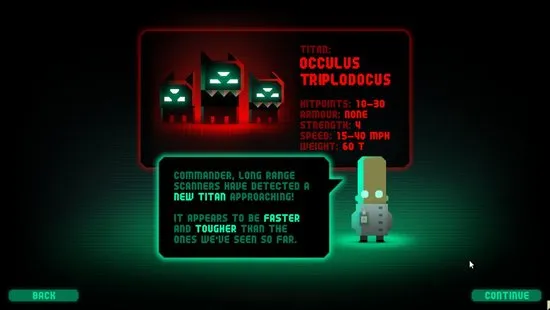 TITAN:
OCCULUS
TRIPLODOCUS
HITPOINTS: 10-30
ARMOUR: NONE
STRENGTH: 4
SPEED: 15-40 MPH
WEIGHT: 60 T
COMMANDER, LONG RANGE
SCANNERS HAVE DETECTED A
NEW TITAN APPROACHING!
IT APPEARS TO BE FASTER
AND TOUGHER THAN THE
ONES WE'VE SEEN SO FAR.
BACK
CONTINUE